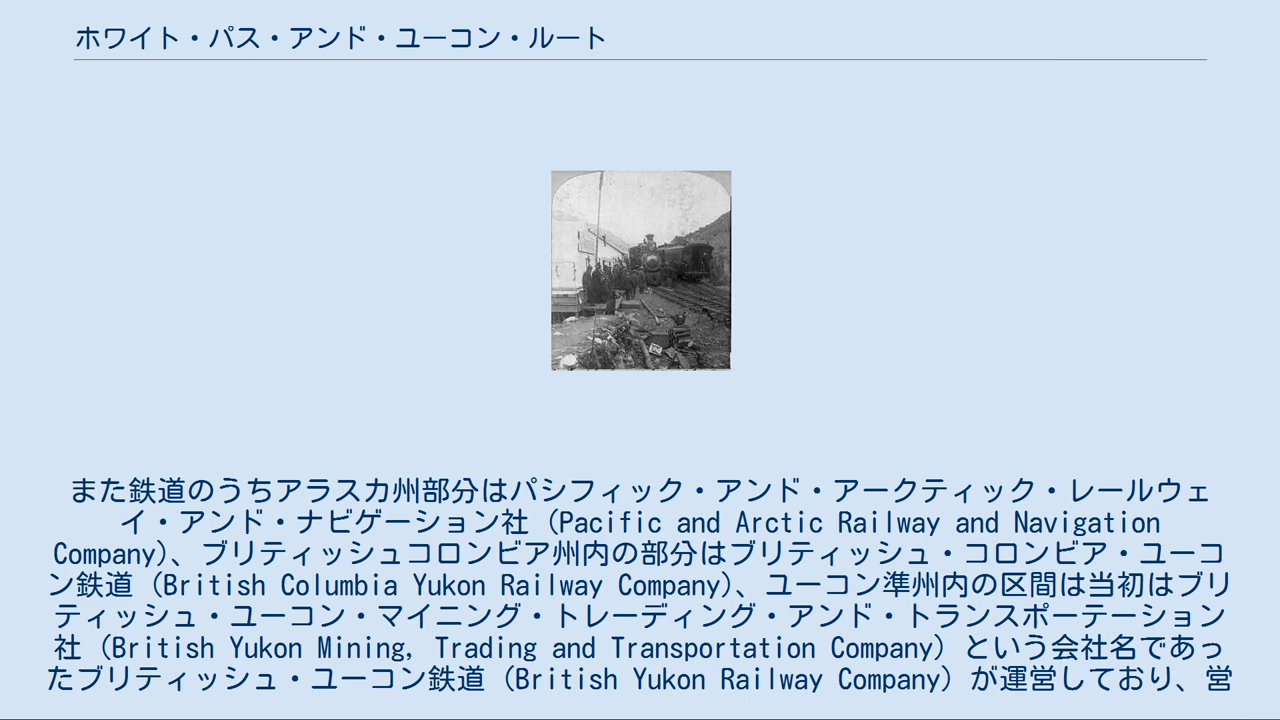 ホワイト・パス・アンド・ユーコン・ルート
また鉄道のうちアラスカ州部分はパシフィック・アンド・アークティック・レールウェ
イ・アンド・ナビゲーション社（Pacific and Arctic Railway and Navigation
Company）、ブリティッシュコロンビア州内の部分はブリティッシュ・コロンビア・ユーコ
ン鉄道（British Columbia Yukon Railway Company）、ユーコン準州内の区間は当初はブリ
ティッシュ・ユーコン・マイニング・トレーディング・アンド・トランスポーテーション
社（British Yukon Mining, Trading and Transportation Company）という会社名であっ
たブリティッシュ・ユーコン鉄道（British Yukon Railway Company）が運営しており、営